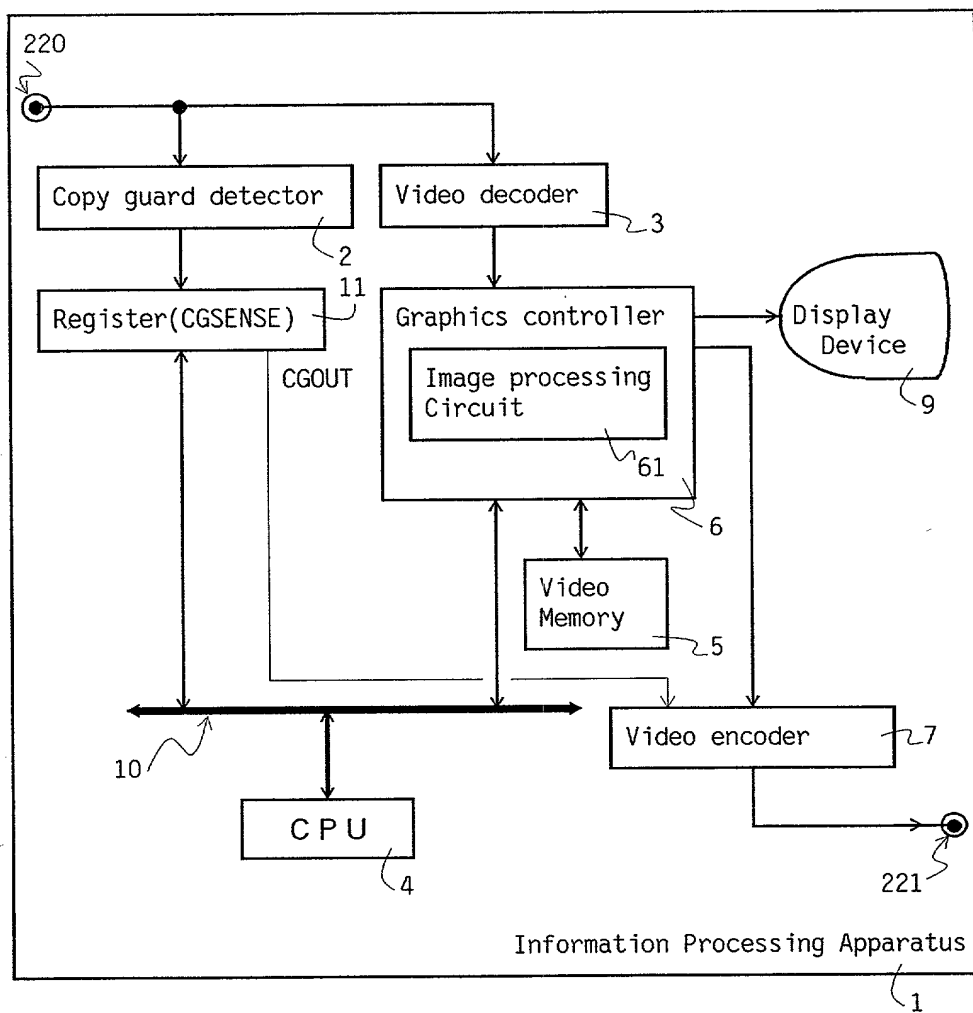 220
Copy guard detector
2
Video decoder
3
Register(CGSENSE)
11
CGOUT
Graphics controller
Image processing
Circuit
61
6
Display
Device
9
Video
Memory
5
10
Video encoder
7
CPU
4
221
Information Processing Apparatus
1